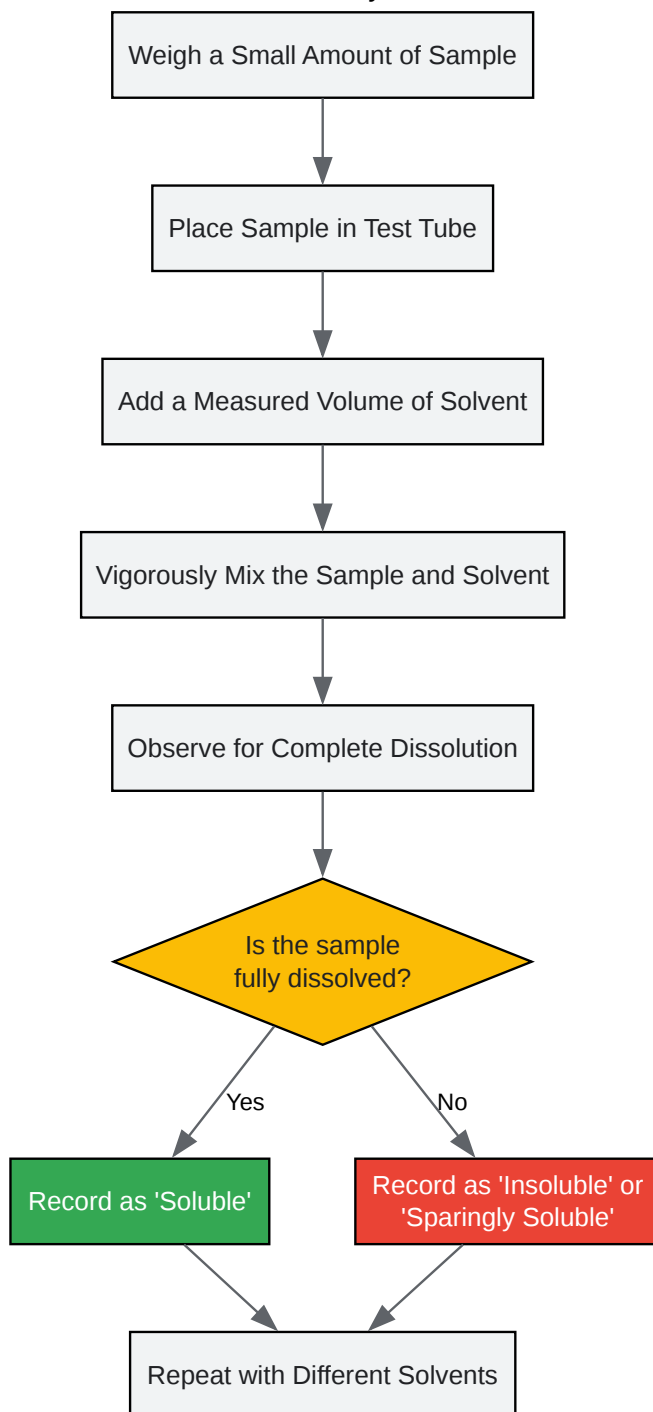 Weigh a Small Amount of Sample
Place Sample in Test Tube
Add a Measured Volume of Solvent
Vigorously Mix the Sample and Solvent
Observe for Complete Dissolution
Is the sample
fully dissolved?
Yes
No
Record as 'Soluble'
Record as 'Insoluble' or
'Sparingly Soluble'
Repeat with Different Solvents